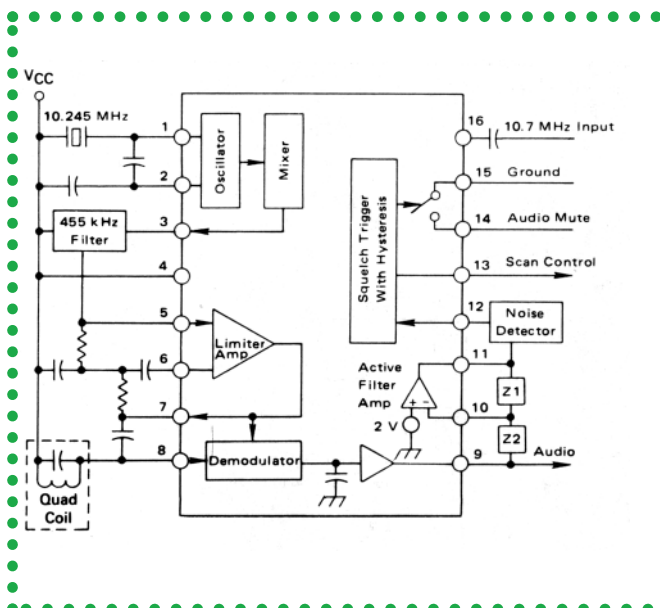 VCC
10.245 MHz
1
2
455 kHz
Filter
3
4
5
6
7
8
Quad
Coil
Oscillator
Mixer
Limiter
Amp
Demodulator
Squelch Trigger
With Hysteresis
Active
Filter
Amp
+ −
2 V
16
10.7 MHz Input
15
Ground
14
Audio Mute
13
Scan Control
12
Noise
Detector
11
Z1
10
Z2
9
Audio